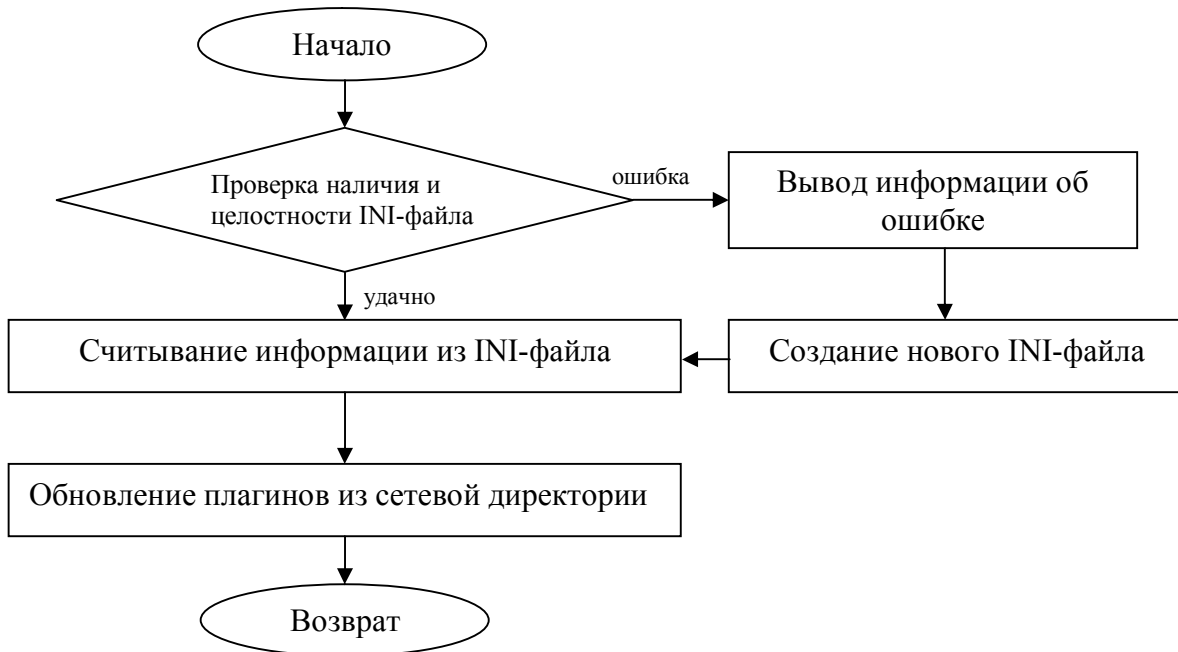 Начало
Проверка наличия и
целостности INI-файла
ошибка
Вывод информации об
ошибке
удачно
Считывание информации из INI-файла
Создание нового INI-файла
Обновление плагинов из сетевой директории
Возврат